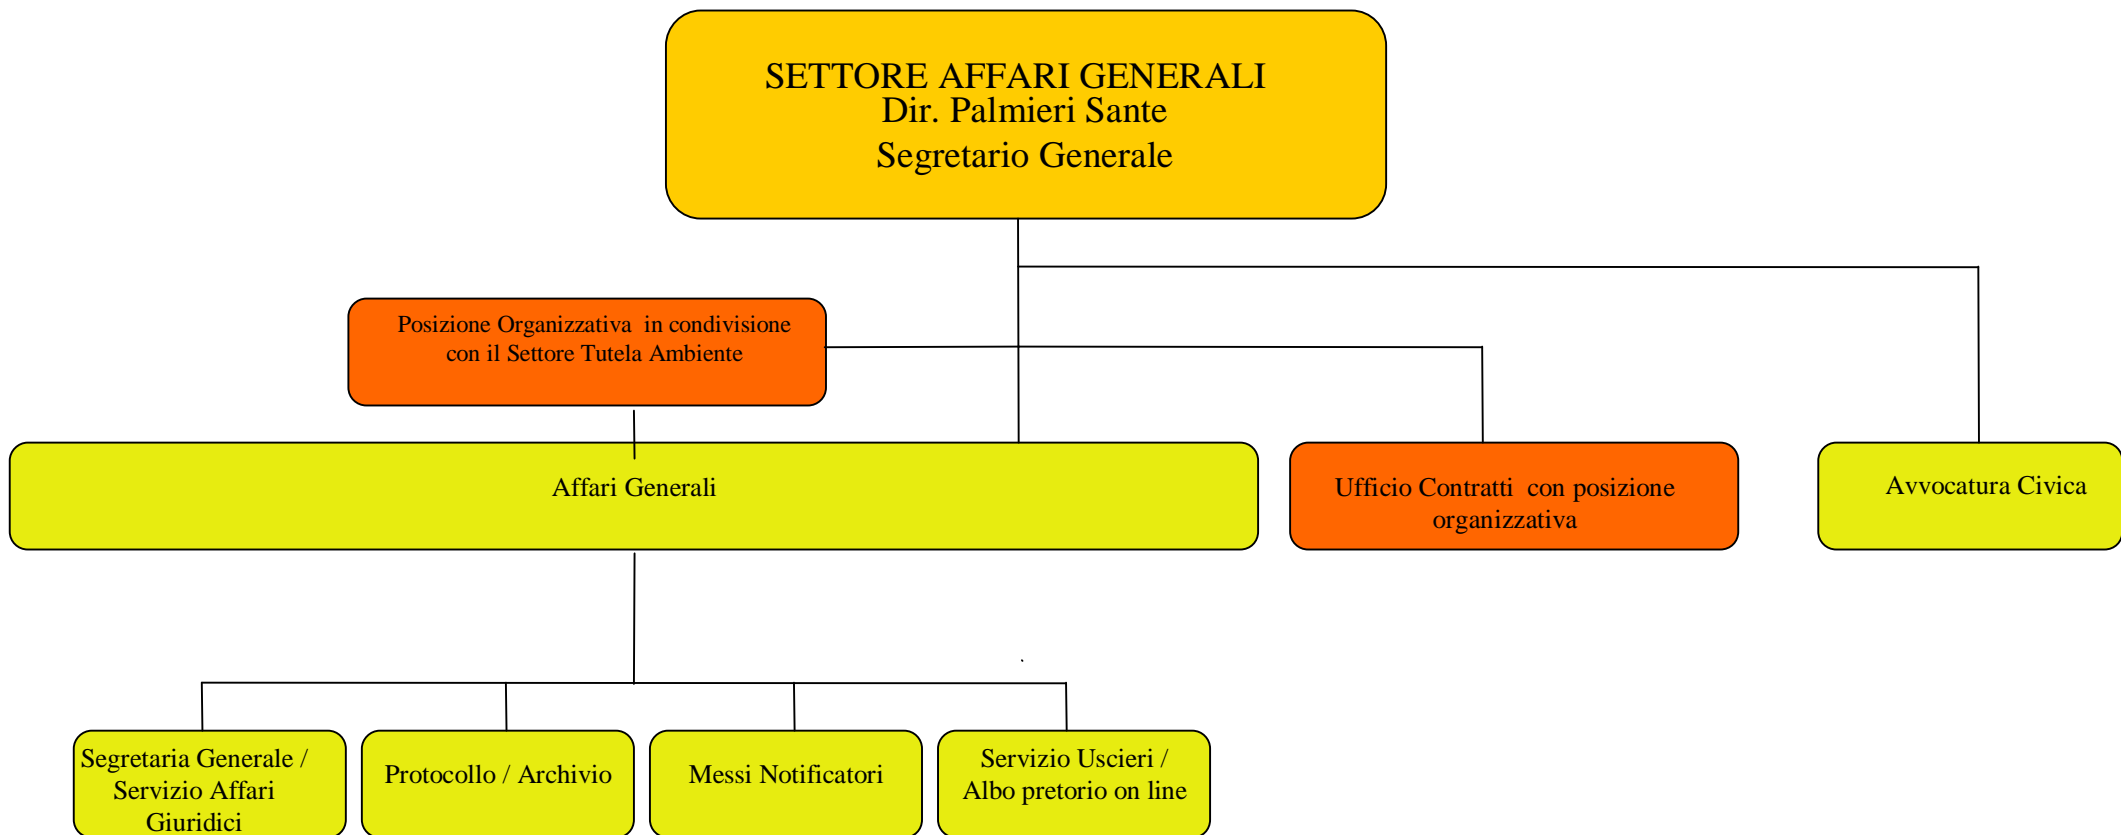 SETTORE AFFARI GENERALI
Dir. Palmieri Sante
Segretario Generale
Posizione Organizzativa in condivisione
con il Settore Tutela Ambiente
Affari Generali
Ufficio Contratti con posizione
organizzativa
Avvocatura Civica
Segretaria Generale /
Servizio Affari
Giuridici
Protocollo / Archivio
Messi Notificatori
Servizio Uscieri /
Albo pretorio on line